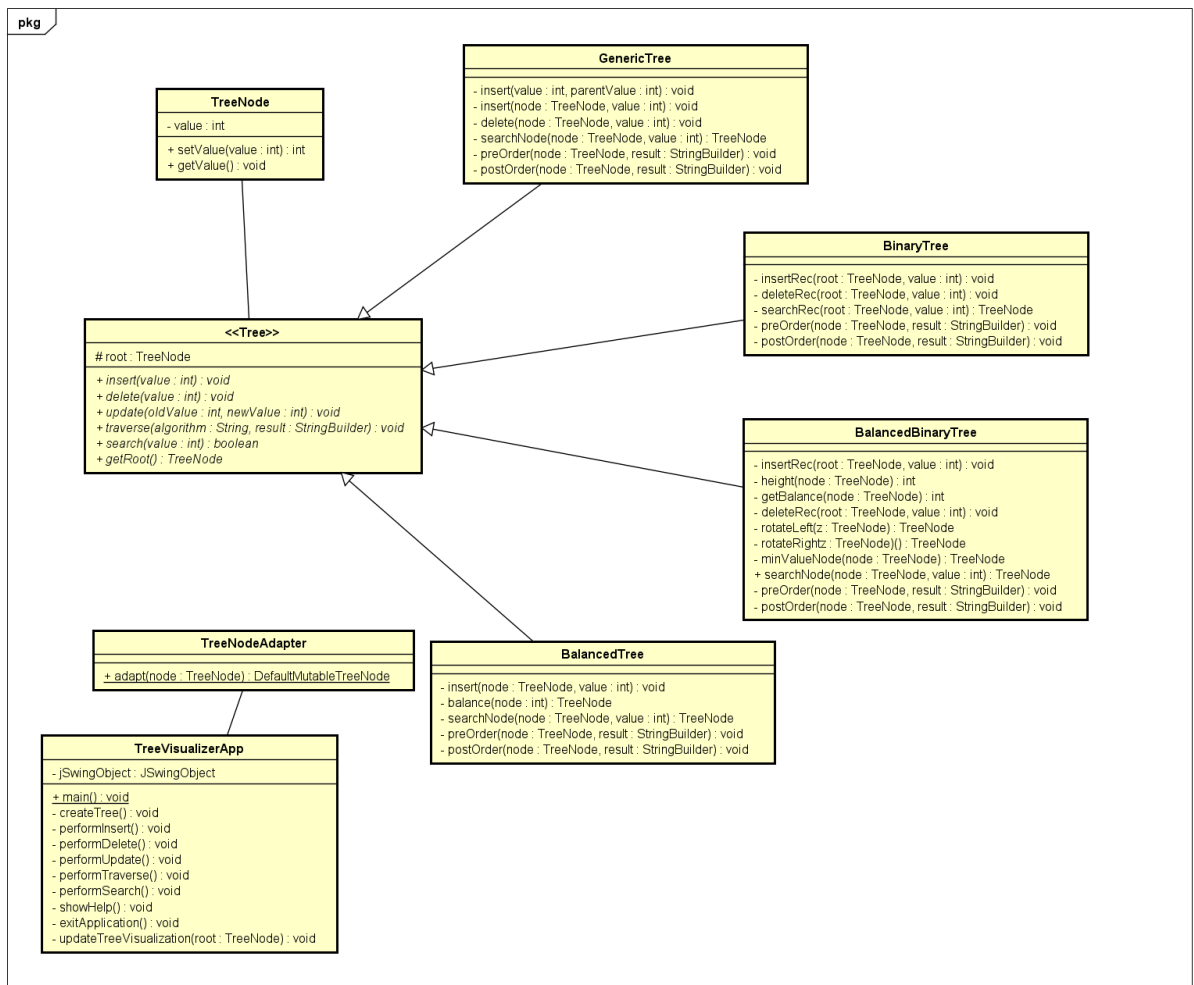 pkg
GenericTree
- insert(value : int, parentValue : int) : void
- insert(node : TreeNode, value : int) : void
- delete(node : TreeNode, value : int) : void
- searchNode(node : TreeNode, value : int) : TreeNode
- preOrder(node : TreeNode, result : StringBuilder) : void
- postOrder(node : TreeNode, result : StringBuilder) : void
TreeNode
- value : int
+ setValue(value : int) : int
+ getValue() : void
BinaryTree
- insertRec(root : TreeNode, value : int) : void
- deleteRec(root : TreeNode, value : int) : void
- searchRec(root : TreeNode, value : int) : TreeNode
- preOrder(node : TreeNode, result : StringBuilder) : void
- postOrder(node : TreeNode, result : StringBuilder) : void
<<Tree>>
# root : TreeNode
+ insert(value : int) : void
+ delete(value : int) : void
+ update(oldValue : int, newValue : int) : void
+ traverse(algorithm : String, result : StringBuilder) : void
+ search(value : int) : boolean
+ getRoot() : TreeNode
BalancedBinaryTree
- insertRec(root : TreeNode, value : int) : void
- height(node : TreeNode) : int
- getBalance(node : TreeNode) : int
- deleteRec(root : TreeNode, value : int) : void
- rotateLeft(z : TreeNode) : TreeNode
- rotateRightz : TreeNode)() : TreeNode
- minValueNode(node : TreeNode) : TreeNode
+ searchNode(node : TreeNode, value : int) : TreeNode
- preOrder(node : TreeNode, result : StringBuilder) : void
- postOrder(node : TreeNode, result : StringBuilder) : void
TreeNodeAdapter
+ adapt(node : TreeNode) : DefaultMutableTreeNode
BalancedTree
- insert(node : TreeNode, value : int) : void
- balance(node : int) : TreeNode
- searchNode(node : TreeNode, value : int) : TreeNode
- preOrder(node : TreeNode, result : StringBuilder) : void
- postOrder(node : TreeNode, result : StringBuilder) : void
TreeVisualizerApp
- jSwingObject : JSwingObject
+ main() : void
- createTree() : void
- performInsert() : void
- performDelete() : void
- performUpdate() : void
- performTraverse() : void
- performSearch() : void
- showHelp() : void
- exitApplication() : void
- updateTreeVisualization(root : TreeNode) : void